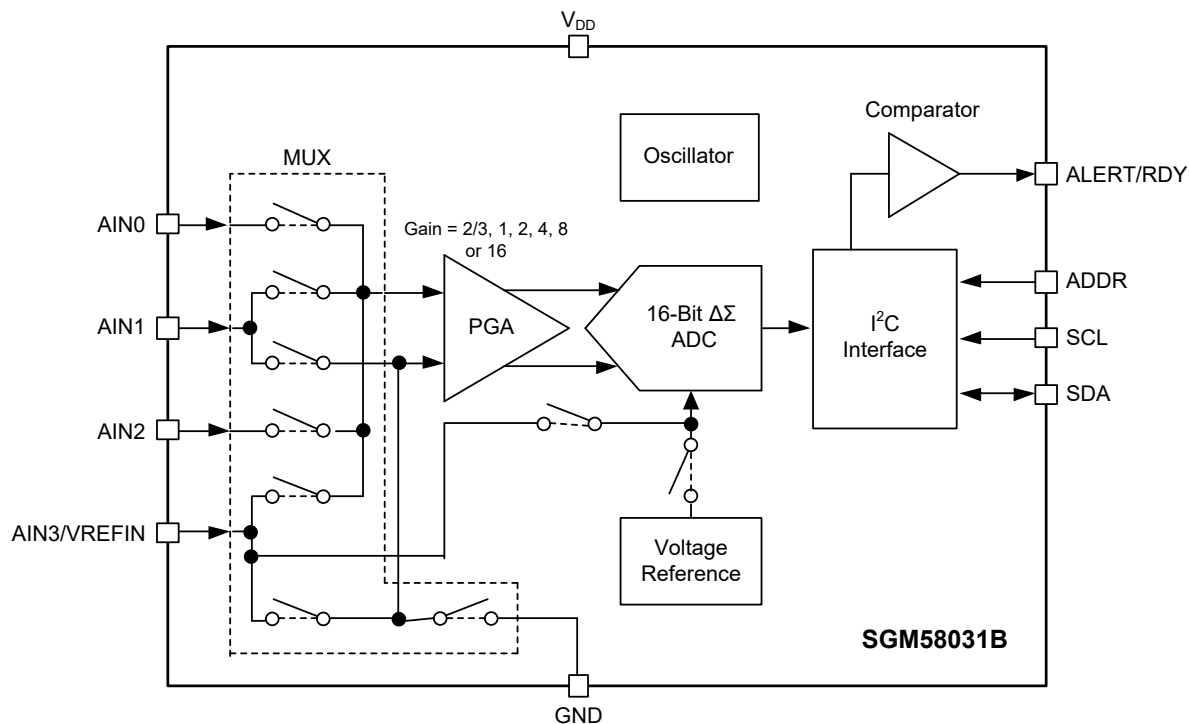 V_DD
Comparator
Oscillator
MUX
ALERT/RDY
AIN0
Gain = 2/3, 1, 2, 4, 8
or 16
ADDR
AIN1
PGA
16-Bit ΔΣ
ADC
I²C
Interface
SCL
SDA
AIN2
AIN3/VREFIN
Voltage
Reference
SGM58031B
GND